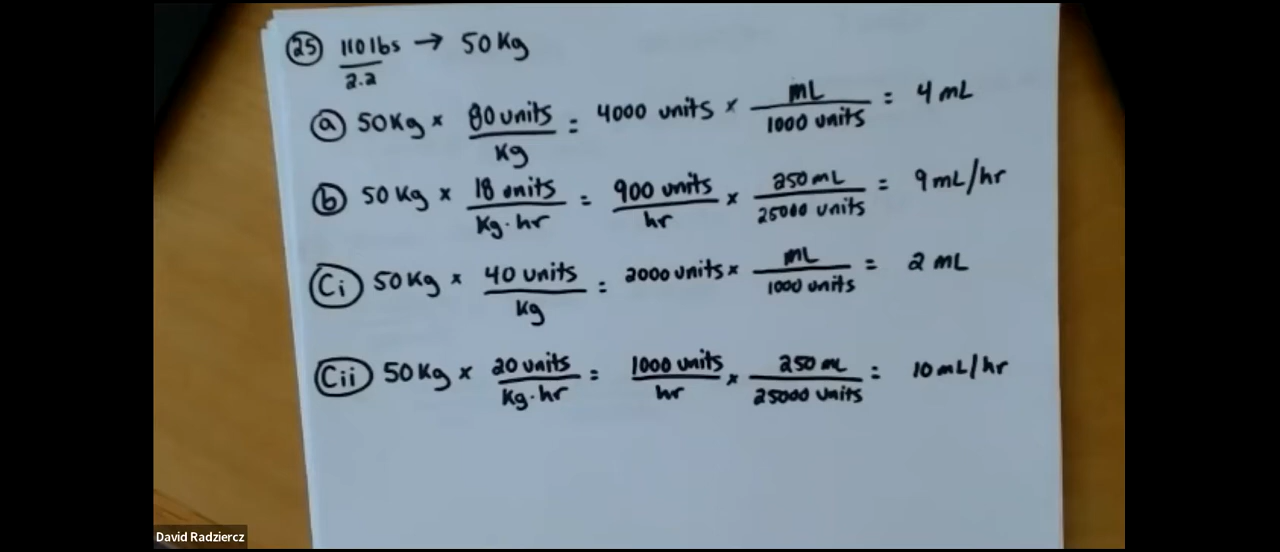 25 110 lbs → 50 Kg
2.2
a 50 Kg × 80 units / Kg = 4000 units × mL / 1000 units = 4 mL
b 50 Kg × 18 units / Kg·hr = 900 units / hr × 250 mL / 25000 units = 9 mL/hr
Ci 50 Kg × 40 units / Kg = 2000 units × mL / 1000 units = 2 mL
Cii 50 Kg × 20 units / Kg·hr = 1000 units / hr × 250 mL / 25000 units = 10 mL/hr
David Radziercz